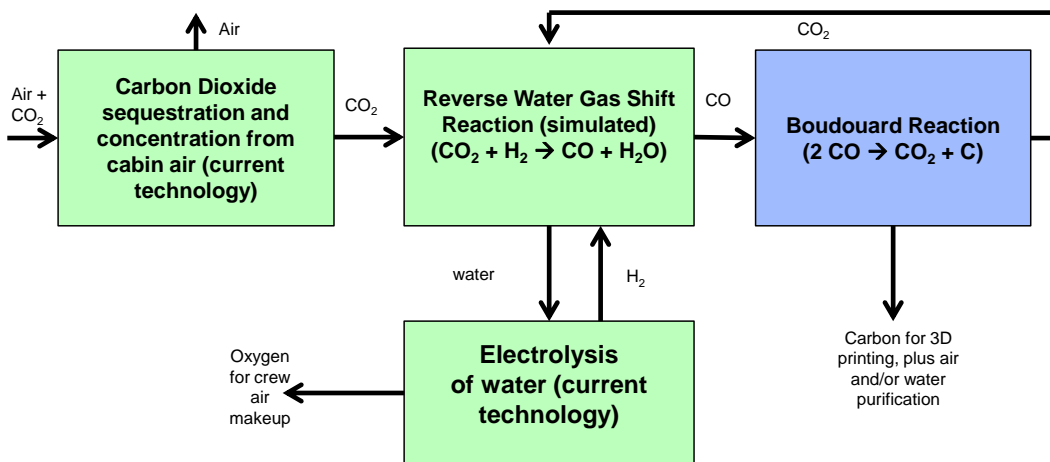 Air
CO₂
Air +
CO₂
Carbon Dioxide
sequestration and
concentration from
cabin air (current
technology)
CO₂
Reverse Water Gas Shift
Reaction (simulated)
(CO₂ + H₂ → CO + H₂O)
CO
Boudouard Reaction
(2 CO → CO₂ + C)
water
H₂
Oxygen
for crew
air
makeup
Electrolysis
of water (current
technology)
Carbon for 3D
printing, plus air
and/or water
purification